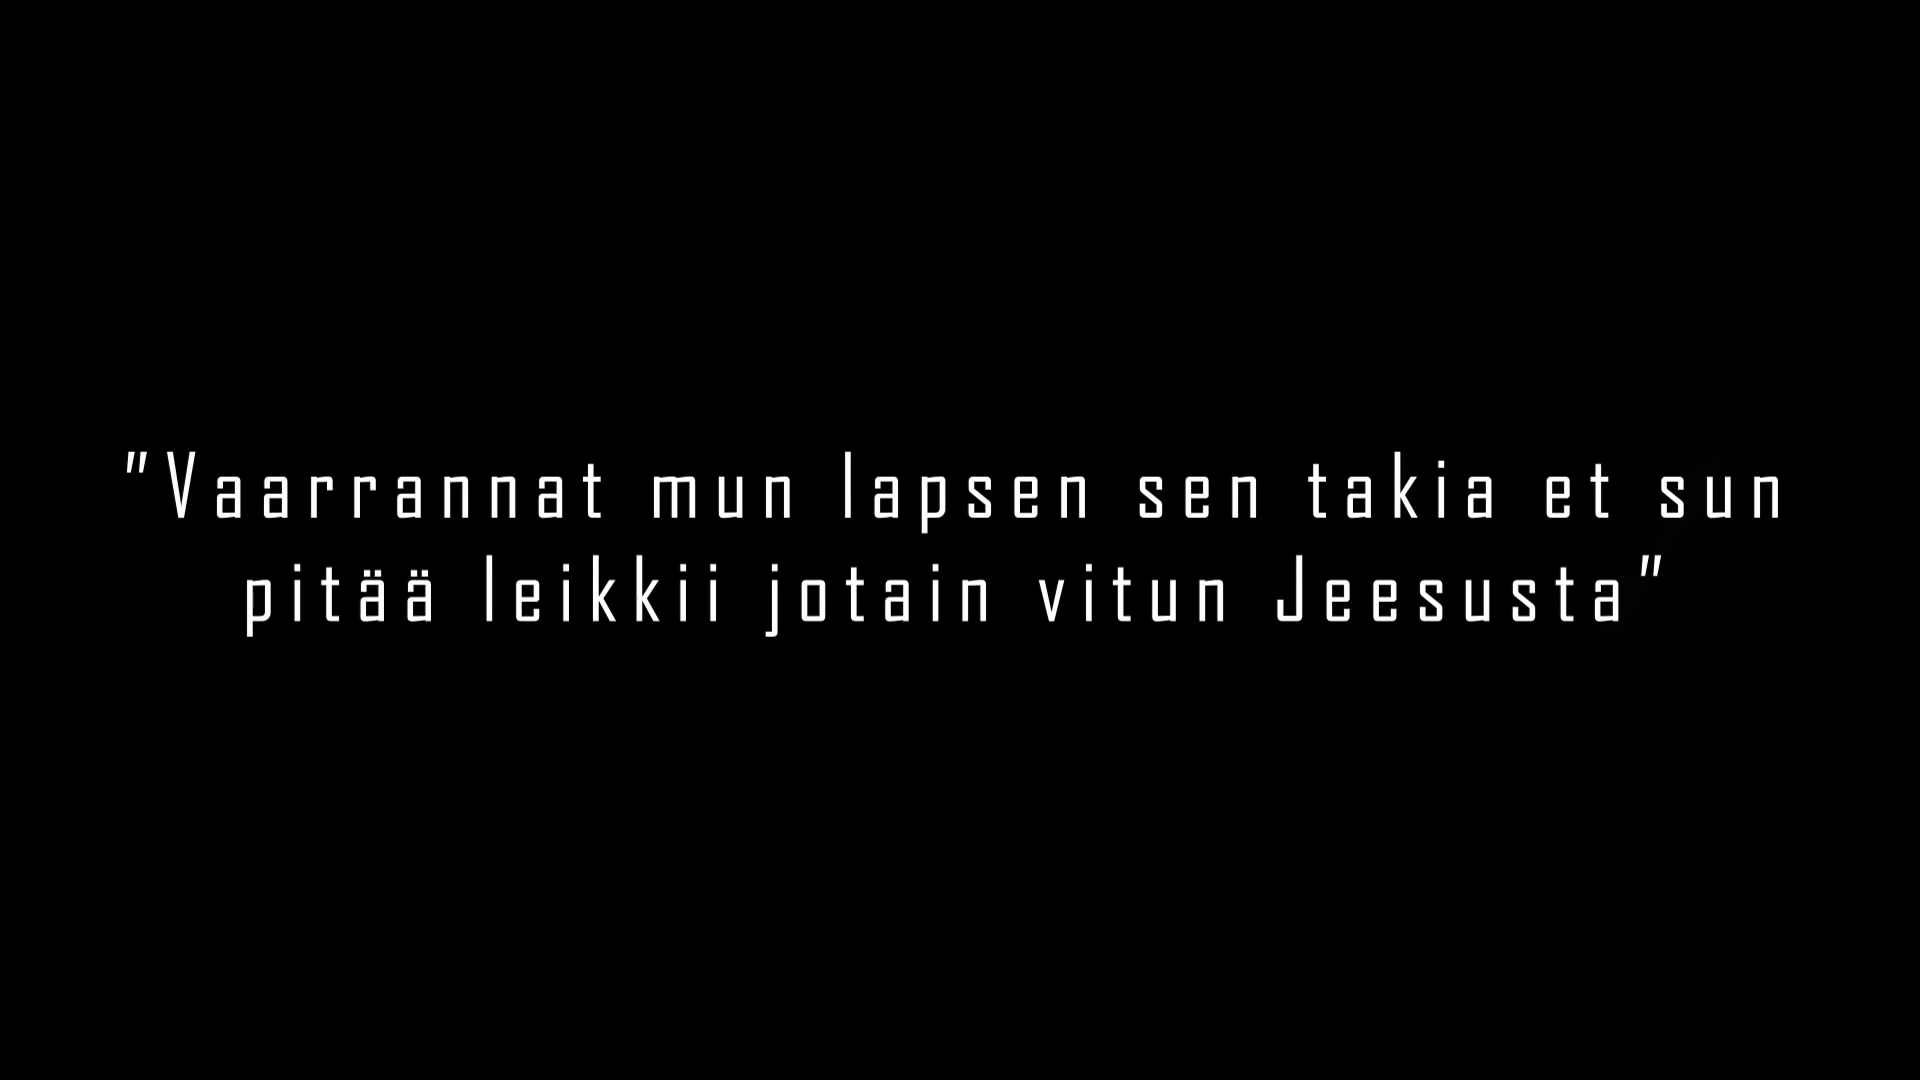 "Vaarrannat mun lapsen sen takia et sun
pitää leikkii jotain vitun Jeesusta"